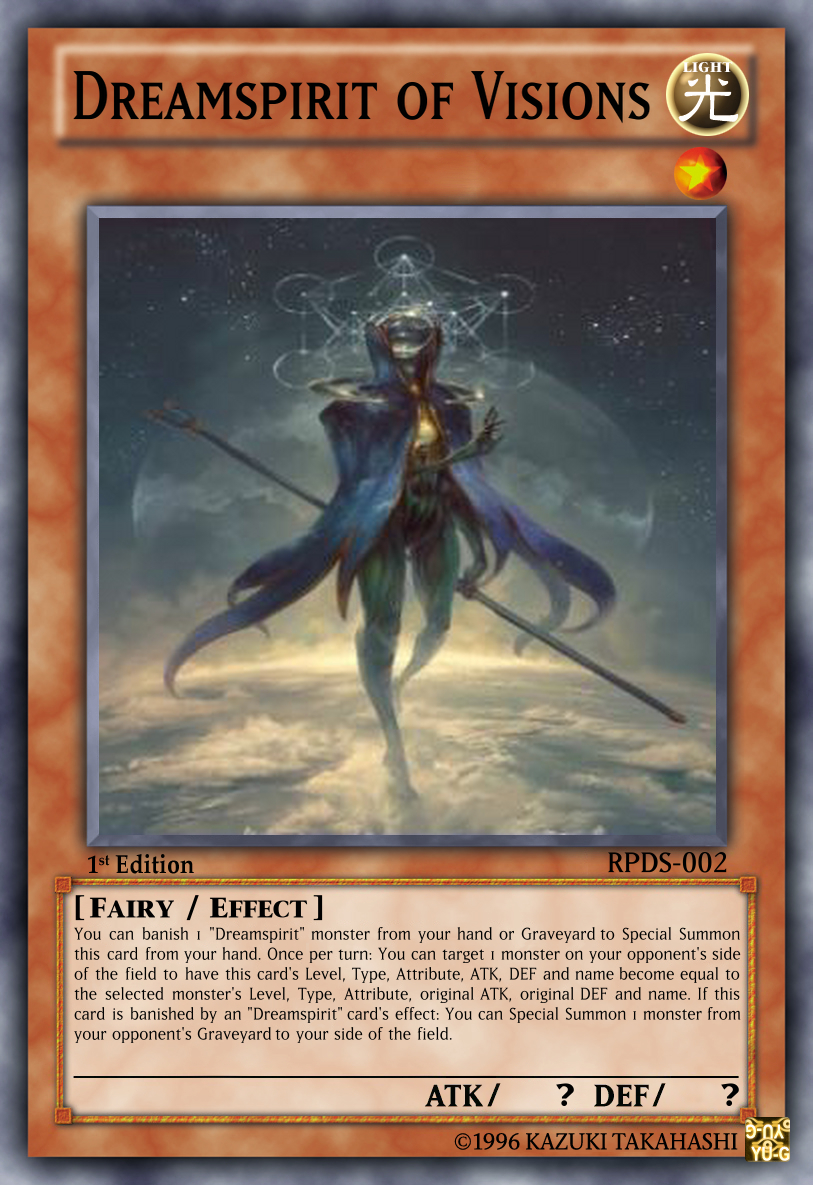 Dreamspirit of Visions
LIGHT
光
1st Edition
RPDS-002
[ Fairy / Effect ]
You can banish 1 "Dreamspirit" monster from your hand or Graveyard to Special Summon
this card from your hand. Once per turn: You can target 1 monster on your opponent's side
of the field to have this card's Level, Type, Attribute, ATK, DEF and name become equal to
the selected monster's Level, Type, Attribute, original ATK, original DEF and name. If this
card is banished by an "Dreamspirit" card's effect: You can Special Summon 1 monster from
your opponent's Graveyard to your side of the field.
ATK/ ? DEF/ ?
©1996 KAZUKI TAKAHASHI